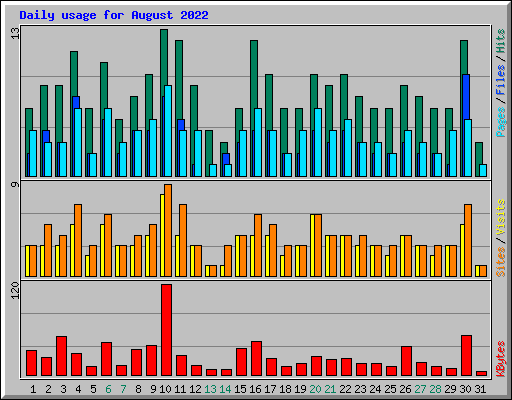 Daily usage for August 2022
13
Pages / Files / Hits
9
Sites / Visits
120
KBytes
1 2 3 4 5 6 7 8 9 10 11 12 13 14 15 16 17 18 19 20 21 22 23 24 25 26 27 28 29 30 31